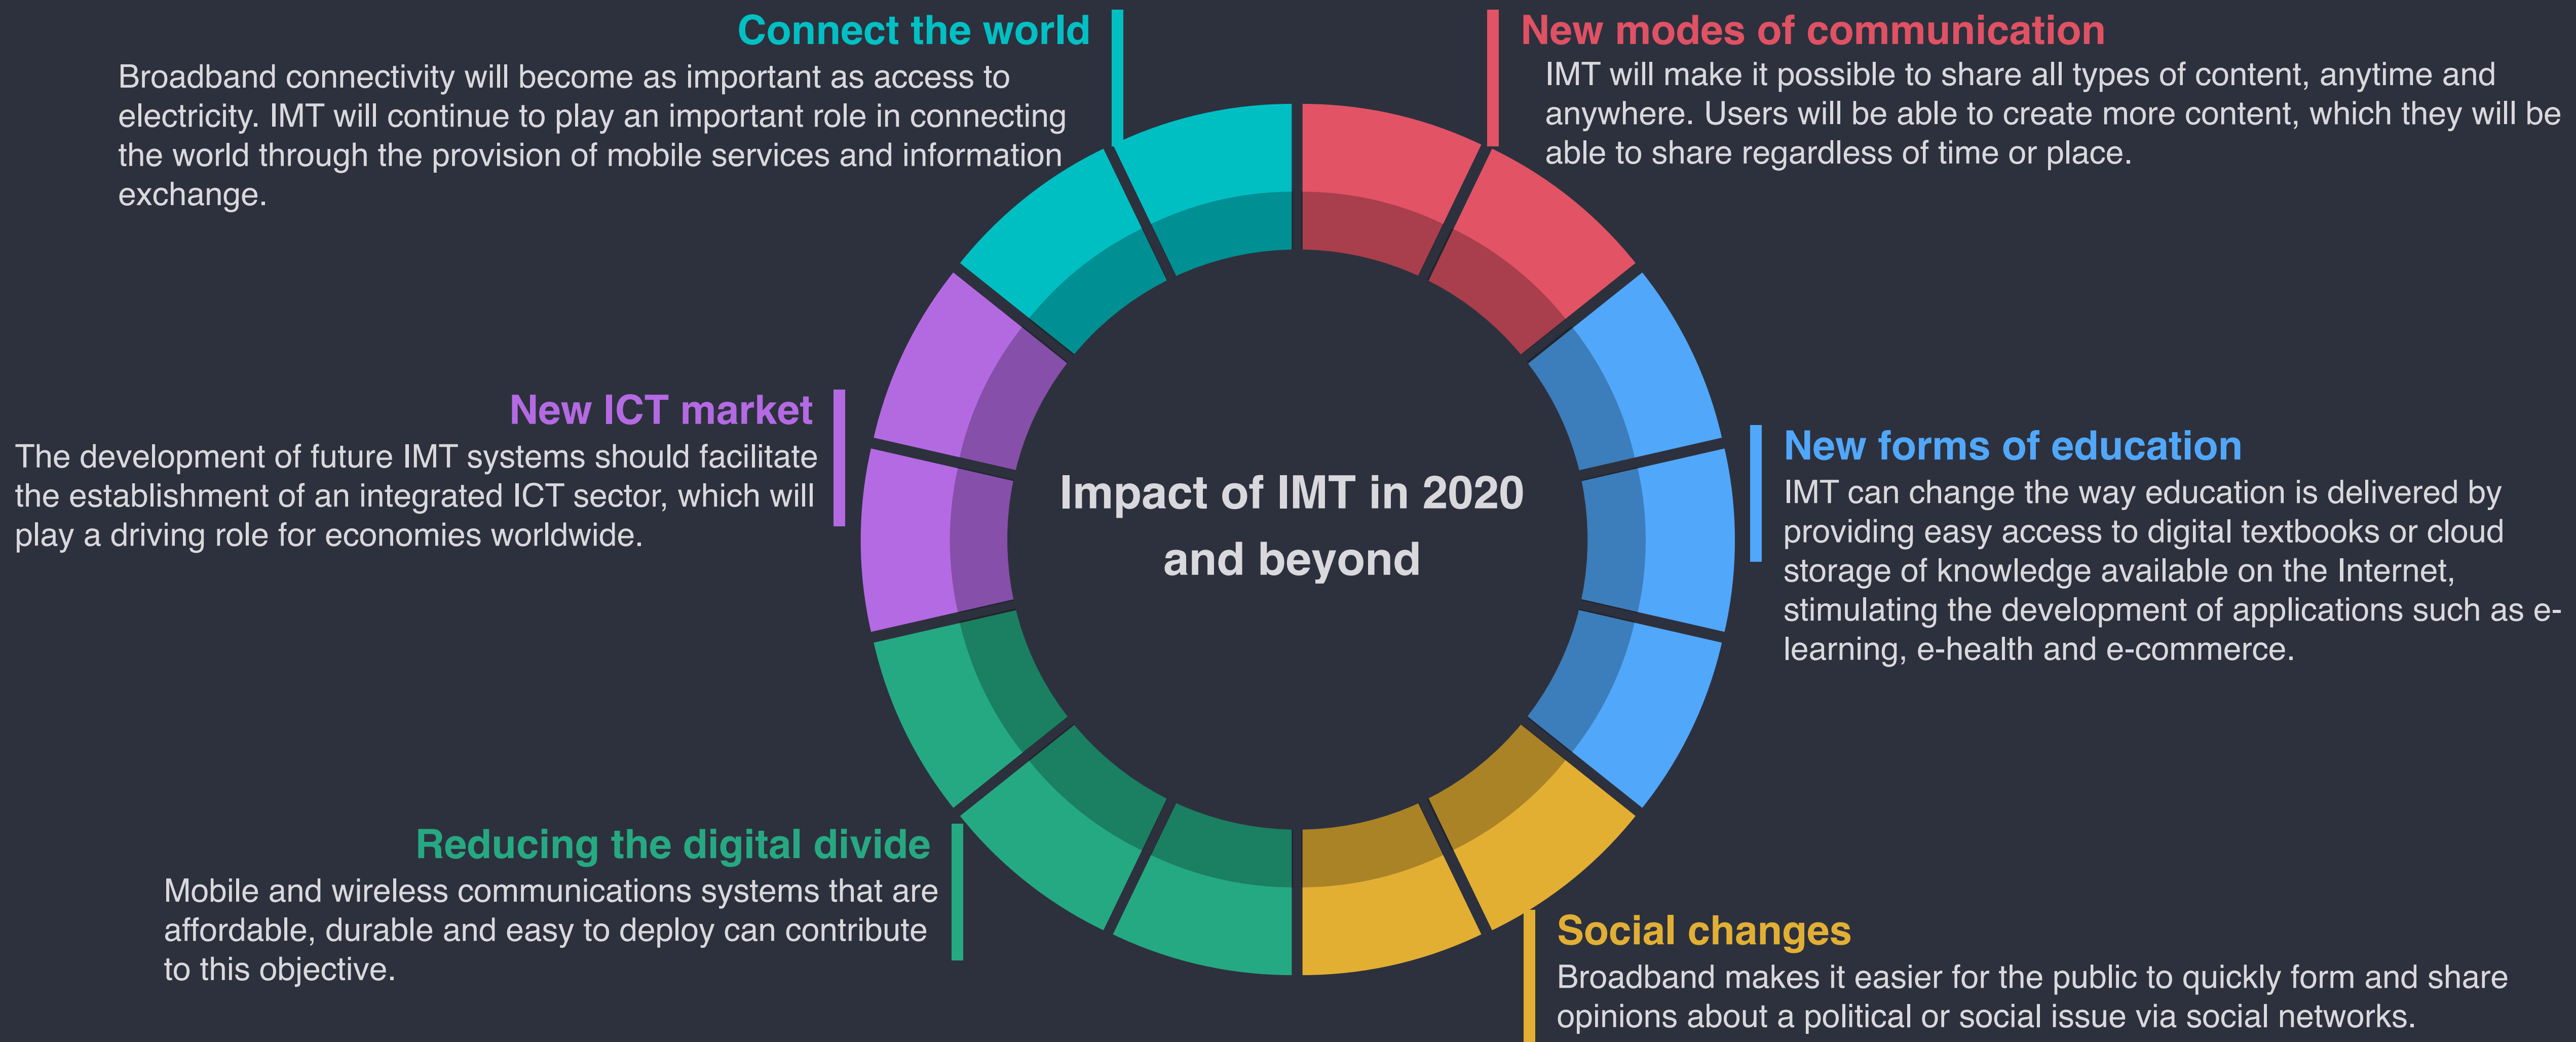 Connect the world
Broadband connectivity will become as important as access to
electricity. IMT will continue to play an important role in connecting
the world through the provision of mobile services and information
exchange.
New modes of communication
IMT will make it possible to share all types of content, anytime and
anywhere. Users will be able to create more content, which they will be
able to share regardless of time or place.
New ICT market
The development of future IMT systems should facilitate
the establishment of an integrated ICT sector, which will
play a driving role for economies worldwide.
Impact of IMT in 2020
and beyond
New forms of education
IMT can change the way education is delivered by
providing easy access to digital textbooks or cloud
storage of knowledge available on the Internet,
stimulating the development of applications such as e-
learning, e-health and e-commerce.
Reducing the digital divide
Mobile and wireless communications systems that are
affordable, durable and easy to deploy can contribute
to this objective.
Social changes
Broadband makes it easier for the public to quickly form and share
opinions about a political or social issue via social networks.